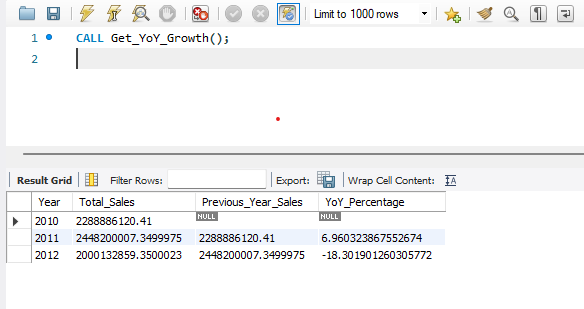 Limit to 1000 rows
1 CALL Get_YoY_Growth();
2
Result Grid Filter Rows: Export: Wrap Cell Content:
Year Total_Sales Previous_Year_Sales YoY_Percentage
2010 2288886120.41 NULL NULL
2011 2448200007.3499975 2288886120.41 6.960323867552674
2012 2000132859.3500023 2448200007.3499975 -18.301901260305772